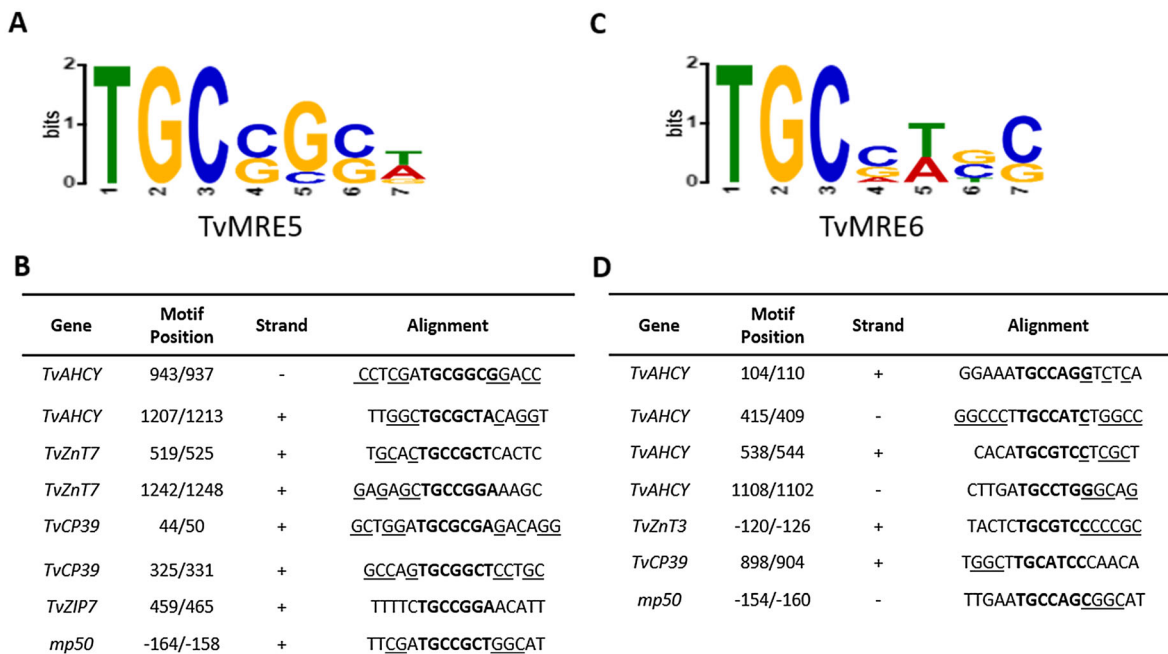 A
2
bits
1
0
TGCCGCT
GCGA
G
1 2 3 4 5 6 7
TvMRE5
B
Gene Motif Position Strand Alignment
TvAHCY 943/937 - CCTCGATGCGGCGGACC
TvAHCY 1207/1213 + TTGGCTGCGCTACAGGT
TvZnT7 519/525 + TGCACTGCCGCTCACTC
TvZnT7 1242/1248 + GAGAGCTGCCGGAAAGC
TvCP39 44/50 + GCTGGATGCGCGAGACAGG
TvCP39 325/331 + GCCAGTGCGGCTCCTGC
TvZIP7 459/465 + TTTTCTGCCGGAACATT
mp50 -164/-158 + TTCGATGCCGCTGGCAT
C
2
bits
1
0
TGCCTGC
GACG
A T
1 2 3 4 5 6 7
TvMRE6
D
Gene Motif Position Strand Alignment
TvAHCY 104/110 + GGAAATGCCAGGTCTCA
TvAHCY 415/409 - GGCCCTTGCCATCTGGCC
TvAHCY 538/544 + CACATGCGTCCTCGCT
TvAHCY 1108/1102 - CTTGATGCCTGGGCAG
TvZnT3 -120/-126 + TACTCTGCGTCCCCCGC
TvCP39 898/904 + TGGCTTGCATCCCAACA
mp50 -154/-160 - TTGAATGCCAGCGGCAT